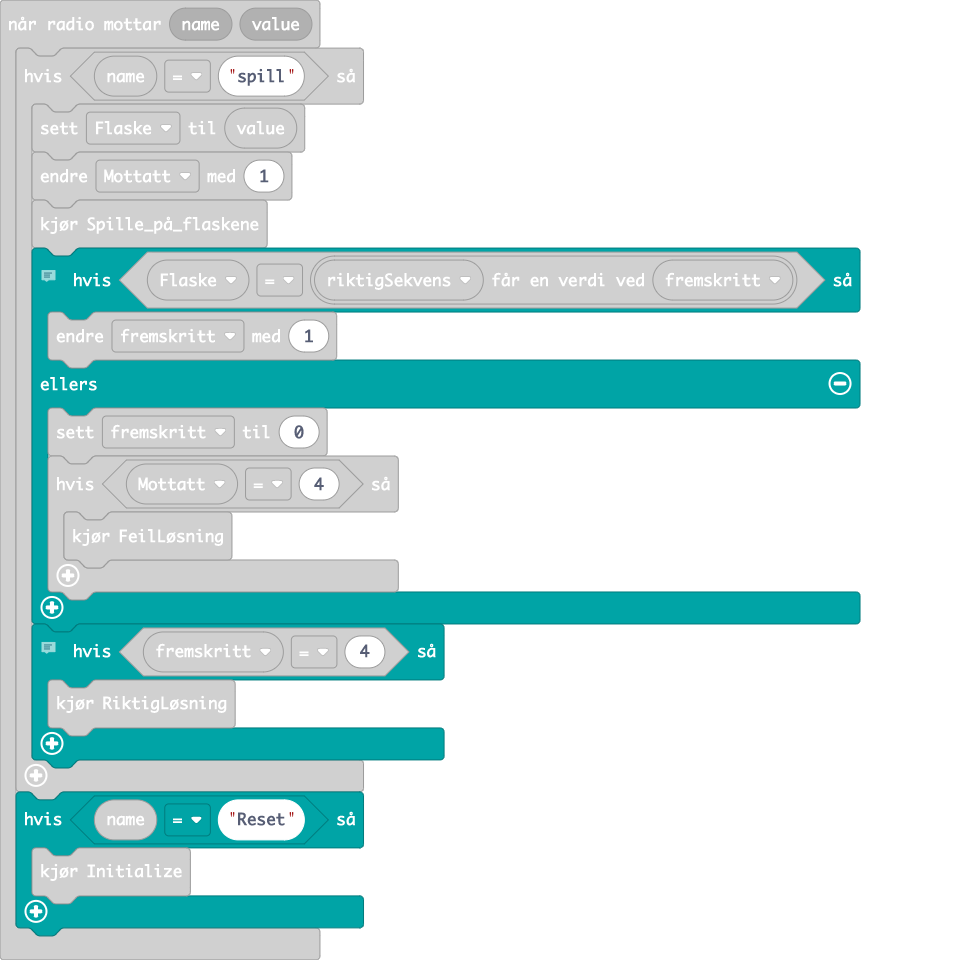 når radio mottar name value
hvis name = "spill" så
sett Flaske til value
endre Mottatt med 1
kjør Spille_på_flaskene
hvis Flaske = riktigSekvens får en verdi ved fremskritt så
endre fremskritt med 1
ellers
sett fremskritt til 0
hvis Mottatt = 4 så
kjør FeilLøsning
hvis fremskritt = 4 så
kjør RiktigLøsning
hvis name = "Reset" så
kjør Initialize